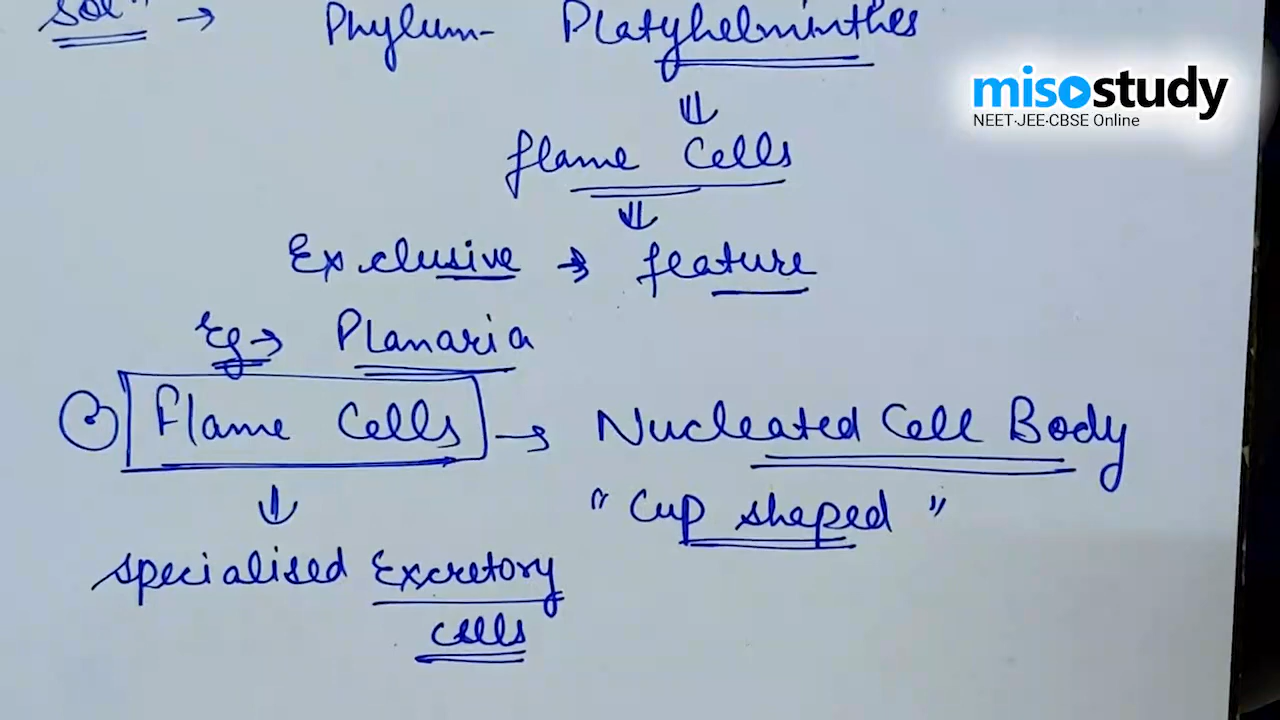 Solⁿ → Phylum- Platyhelminthes
misostudy
NEET·JEE·CBSE Online
flame Cells
Exclusive → feature
Eg → Planaria
Flame Cells → Nucleated Cell Body
"Cup shaped"
specialised Excretory
cells